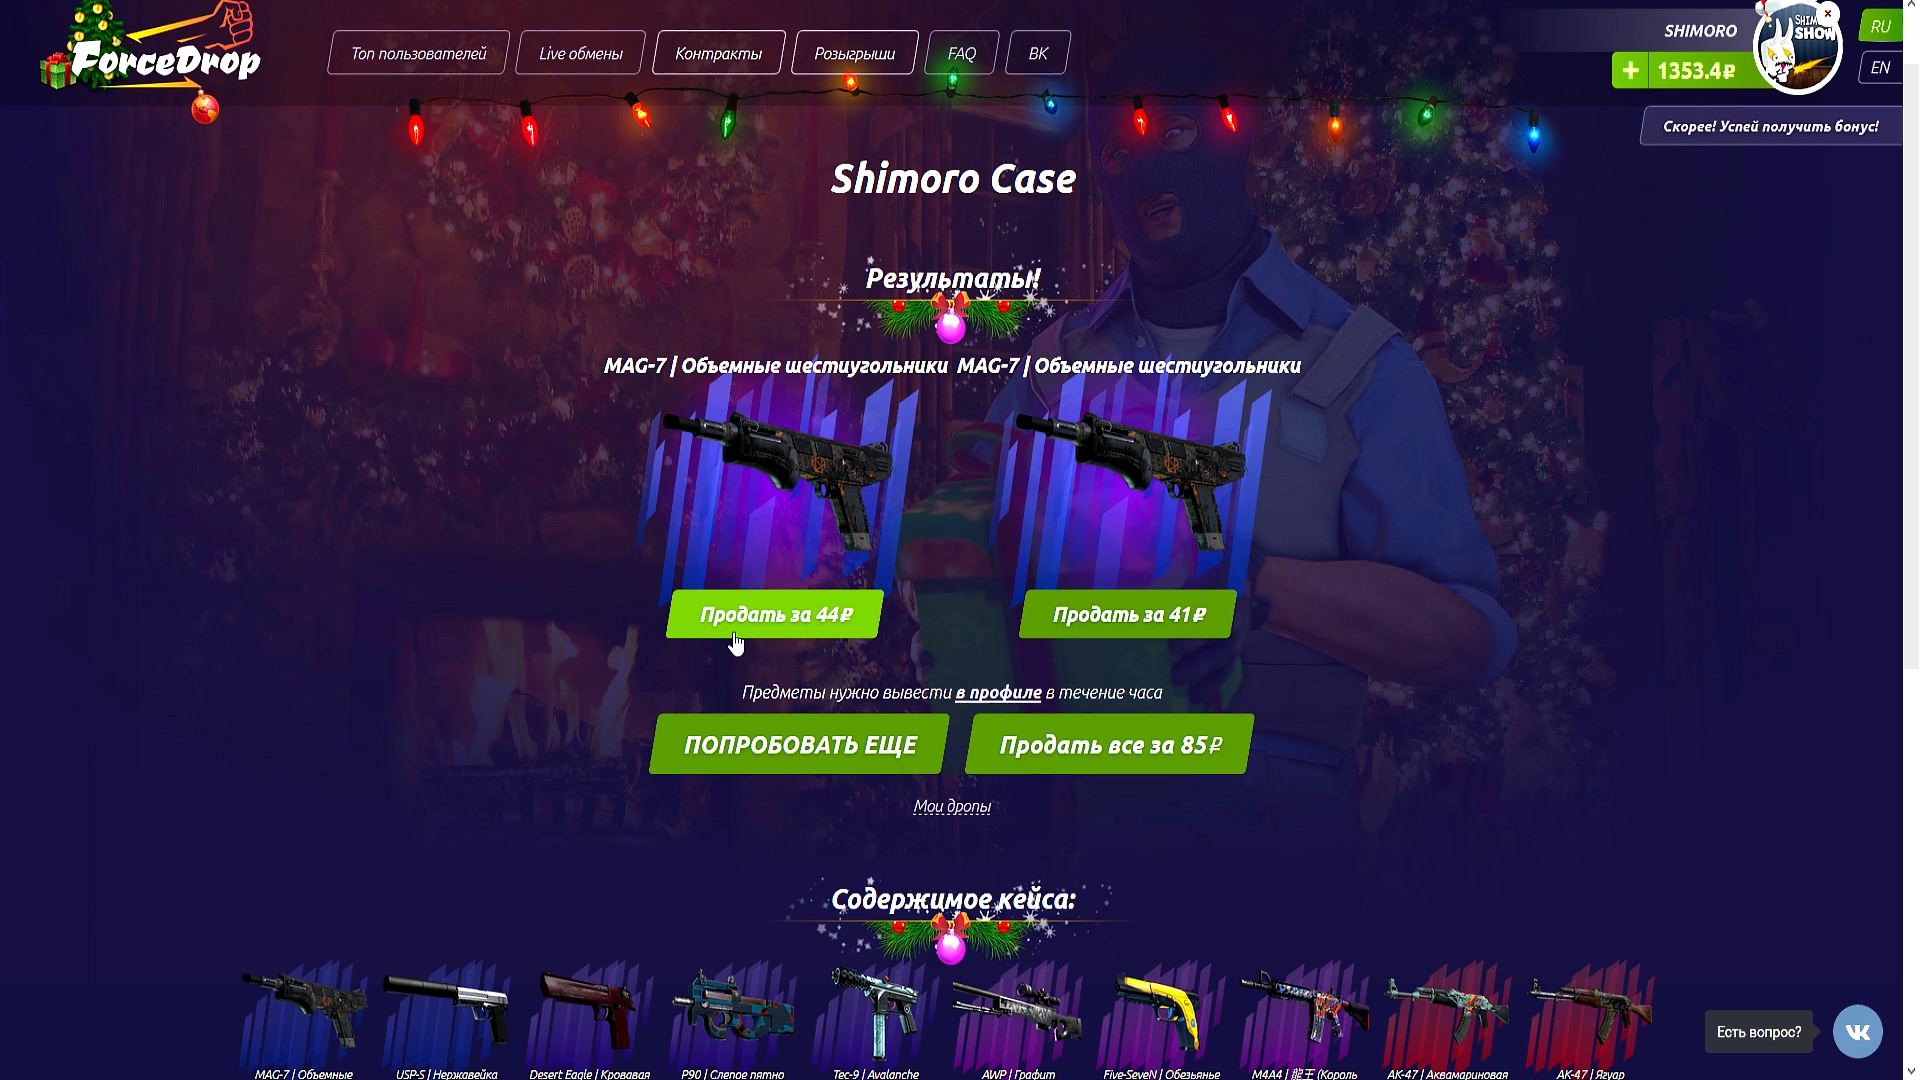 ForceDrop
Топ пользователей
Live обмены
Контракты
Розыгрыши
FAQ
ВК
SHIMORO
SHIM
SHOW
×
RU
+
1353.4₽
EN
Скорее! Успей получить бонус!
Shimoro Case
Результаты!
MAG-7 | Объемные шестиугольники
MAG-7 | Объемные шестиугольники
Продать за 44₽
Продать за 41₽
Предметы нужно вывести в профиле в течение часа
ПОПРОБОВАТЬ ЕЩЕ
Продать все за 85₽
Мои дропы
Содержимое кейса:
Есть вопрос?
MAG-7 | Объемные
USP-S | Нержавейка
Desert Eagle | Кровавая
P90 | Слепое пятно
Tec-9 | Avalanche
AWP | Графит
Five-SeveN | Обезьянье
M4A4 | 龍王 (Король
AK-47 | Аквамариновая
AK-47 | Ягуар